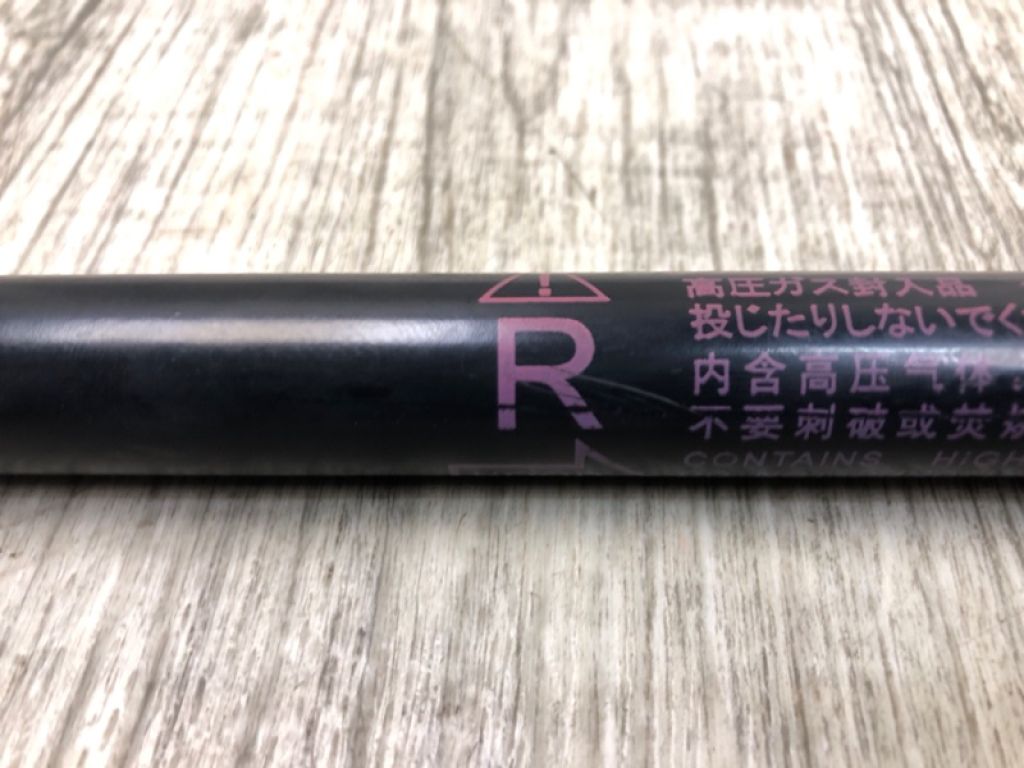 R
高圧ガス封入品
投じたりしないでく
内含高压气体
不要刺破或焚烧
CONTAINS HiGH